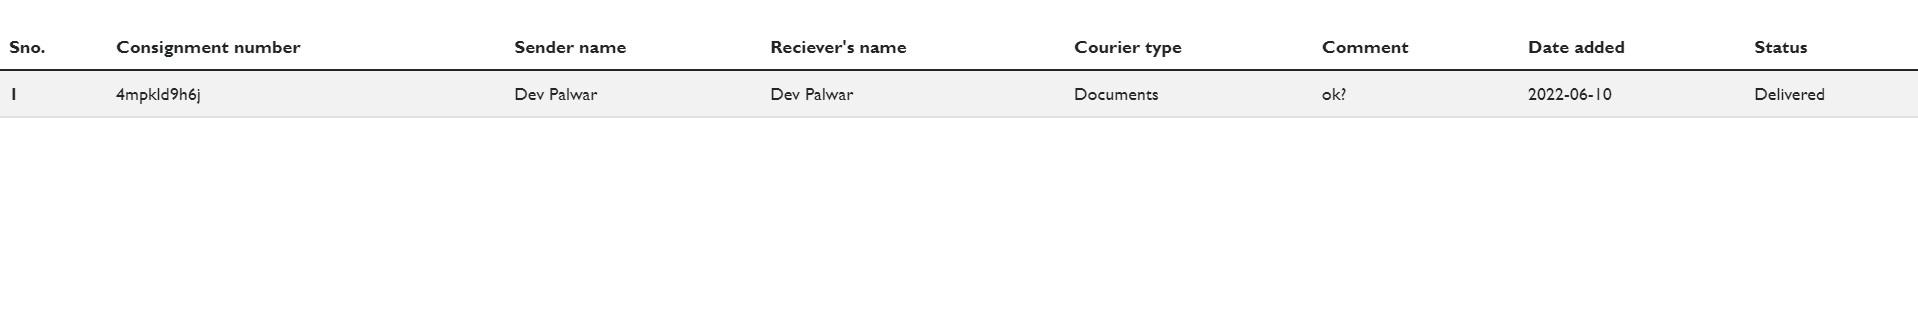 Sno. Consignment number Sender name Reciever's name Courier type Comment Date added Status
1 4mpkld9h6j Dev Palwar Dev Palwar Documents ok? 2022-06-10 Delivered